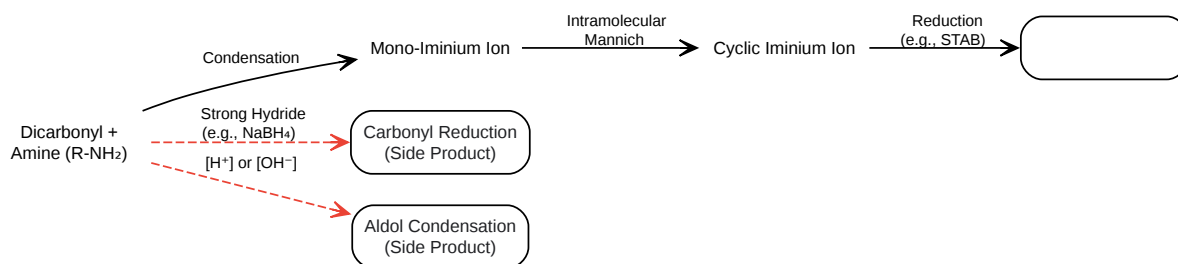 Condensation
Mono-Iminium Ion
Intramolecular
Mannich
Cyclic Iminium Ion
Reduction
(e.g., STAB)
Dicarbonyl +
Amine (R-NH₂)
Strong Hydride
(e.g., NaBH₄)
[H⁺] or [OH⁻]
Carbonyl Reduction
(Side Product)
Aldol Condensation
(Side Product)